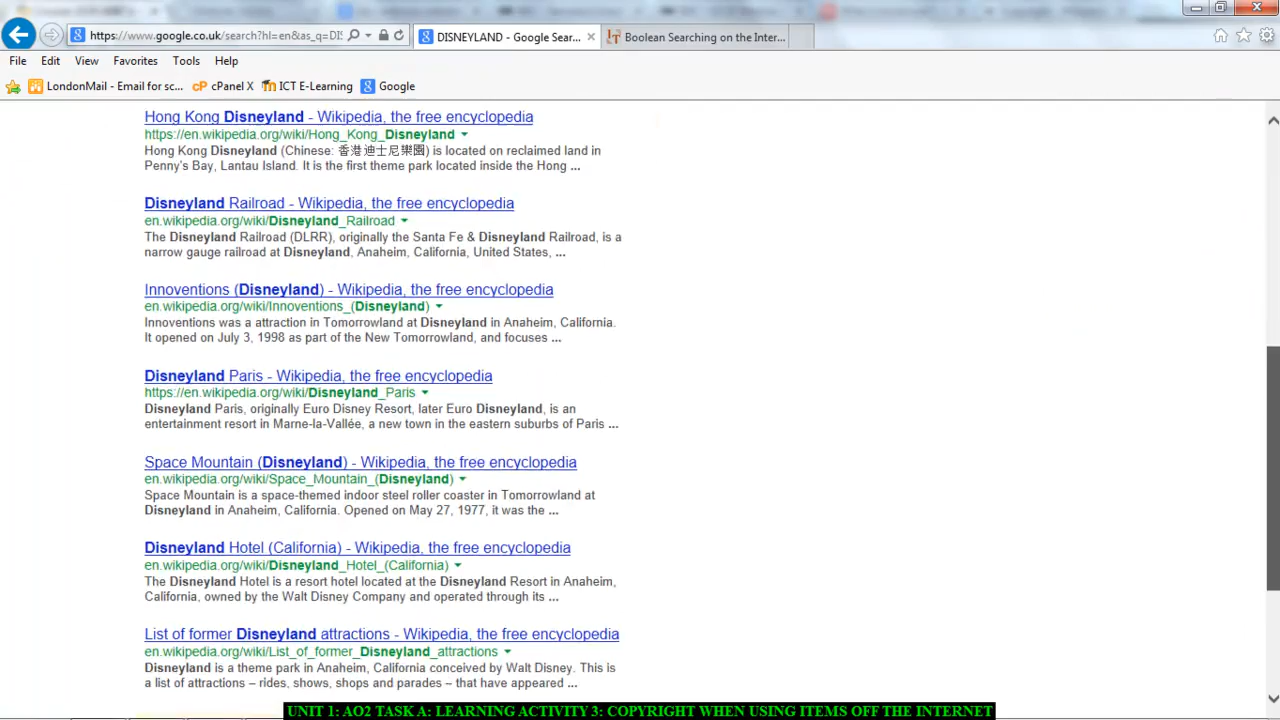 https://www.google.co.uk/search?hl=en&as_q=DIS
DISNEYLAND - Google Sear...
Boolean Searching on the Inter...
File Edit View Favorites Tools Help
LondonMail - Email for sc... cPanel X ICT E-Learning Google
Hong Kong Disneyland - Wikipedia, the free encyclopedia
https://en.wikipedia.org/wiki/Hong_Kong_Disneyland
Hong Kong Disneyland (Chinese: 香港迪士尼樂園) is located on reclaimed land in
Penny's Bay, Lantau Island. It is the first theme park located inside the Hong ...
Disneyland Railroad - Wikipedia, the free encyclopedia
en.wikipedia.org/wiki/Disneyland_Railroad
The Disneyland Railroad (DLRR), originally the Santa Fe & Disneyland Railroad, is a
narrow gauge railroad at Disneyland, Anaheim, California, United States, ...
Innoventions (Disneyland) - Wikipedia, the free encyclopedia
en.wikipedia.org/wiki/Innoventions_(Disneyland)
Innoventions was a attraction in Tomorrowland at Disneyland in Anaheim, California.
It opened on July 3, 1998 as part of the New Tomorrowland, and focuses ...
Disneyland Paris - Wikipedia, the free encyclopedia
https://en.wikipedia.org/wiki/Disneyland_Paris
Disneyland Paris, originally Euro Disney Resort, later Euro Disneyland, is an
entertainment resort in Marne-la-Vallée, a new town in the eastern suburbs of Paris ...
Space Mountain (Disneyland) - Wikipedia, the free encyclopedia
en.wikipedia.org/wiki/Space_Mountain_(Disneyland)
Space Mountain is a space-themed indoor steel roller coaster in Tomorrowland at
Disneyland in Anaheim, California. Opened on May 27, 1977, it was the ...
Disneyland Hotel (California) - Wikipedia, the free encyclopedia
en.wikipedia.org/wiki/Disneyland_Hotel_(California)
The Disneyland Hotel is a resort hotel located at the Disneyland Resort in Anaheim,
California, owned by the Walt Disney Company and operated through its ...
List of former Disneyland attractions - Wikipedia, the free encyclopedia
en.wikipedia.org/wiki/List_of_former_Disneyland_attractions
Disneyland is a theme park in Anaheim, California conceived by Walt Disney. This is
a list of attractions – rides, shows, shops and parades – that have appeared ...
UNIT 1: AO2 TASK A: LEARNING ACTIVITY 3: COPYRIGHT WHEN USING ITEMS OFF THE INTERNET